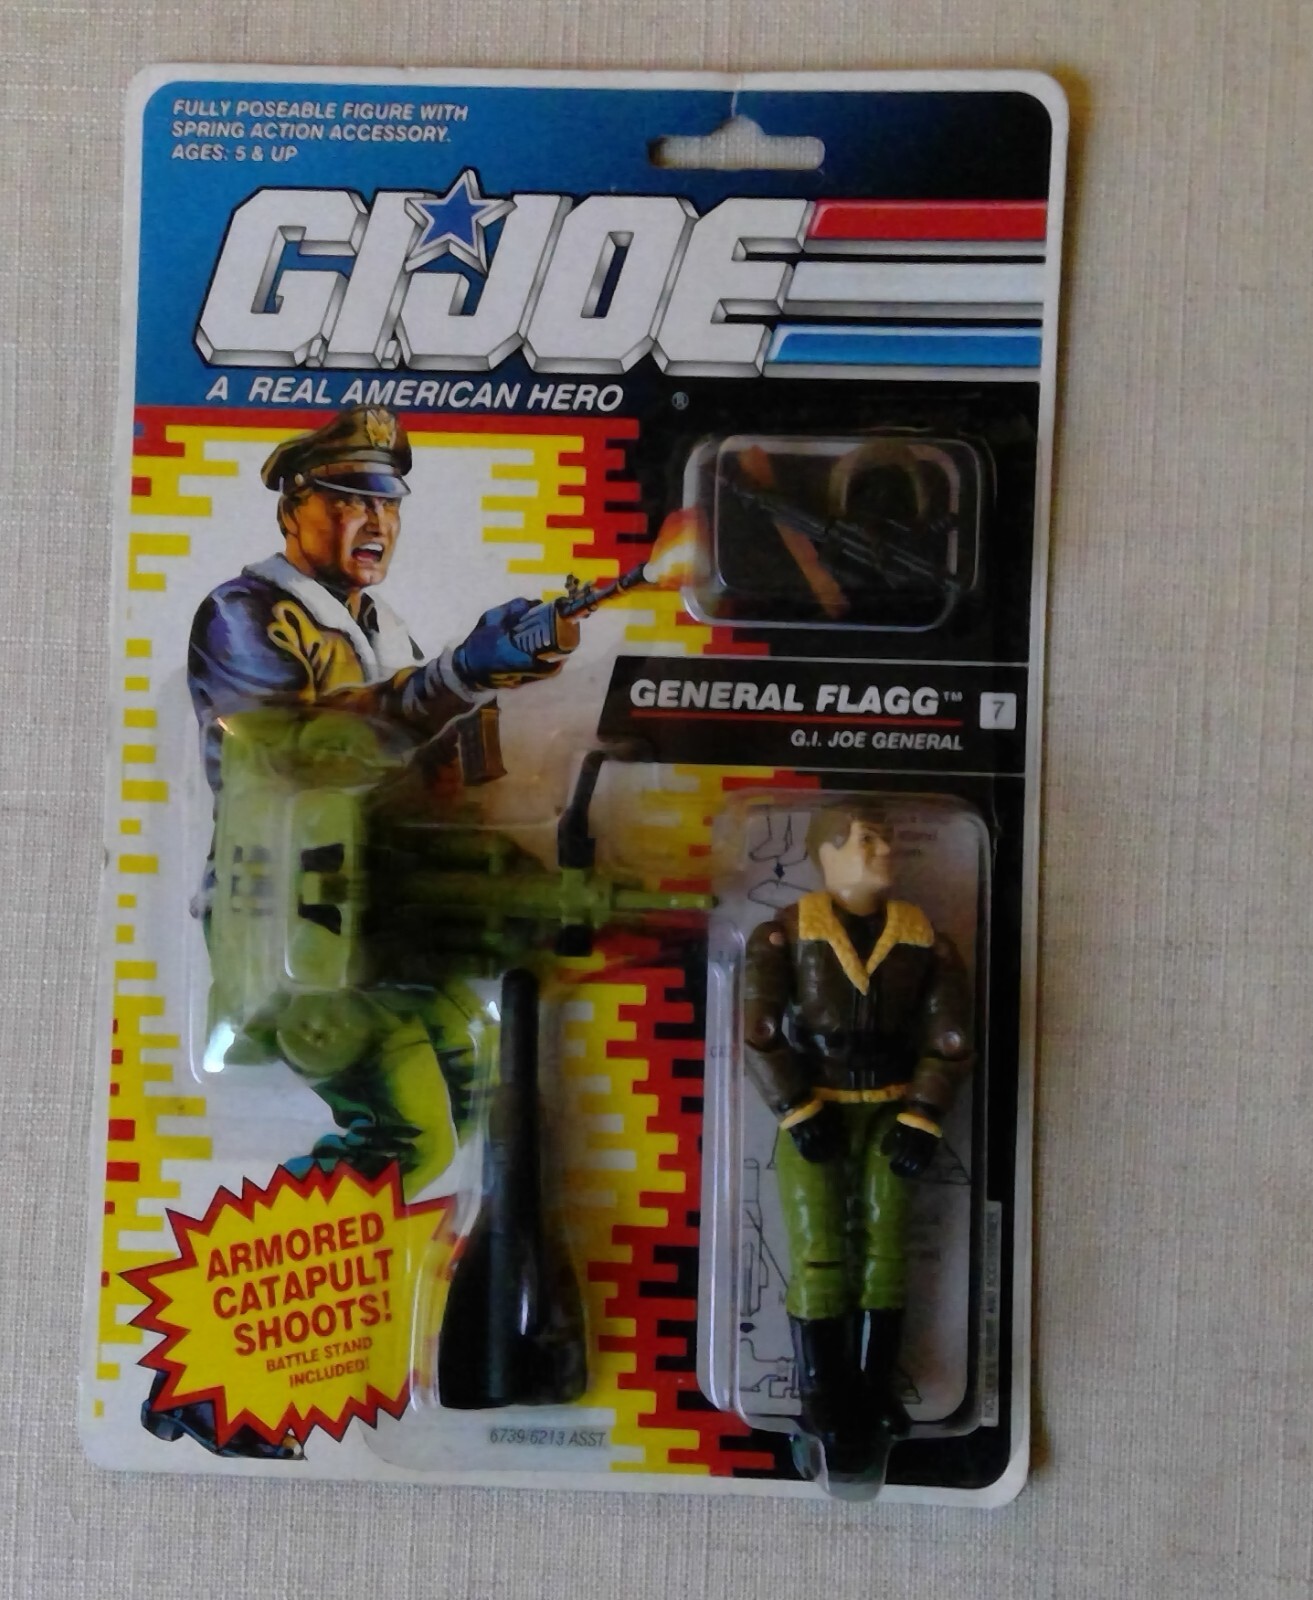 FULLY POSEABLE FIGURE WITH
SPRING ACTION ACCESSORY.
AGES: 5 & UP
G.I. JOE
A REAL AMERICAN HERO ®
GENERAL FLAGG™ 7
G.I. JOE GENERAL
ARMORED
CATAPULT
SHOOTS!
BATTLE STAND
INCLUDED!
6739/6213 ASST.